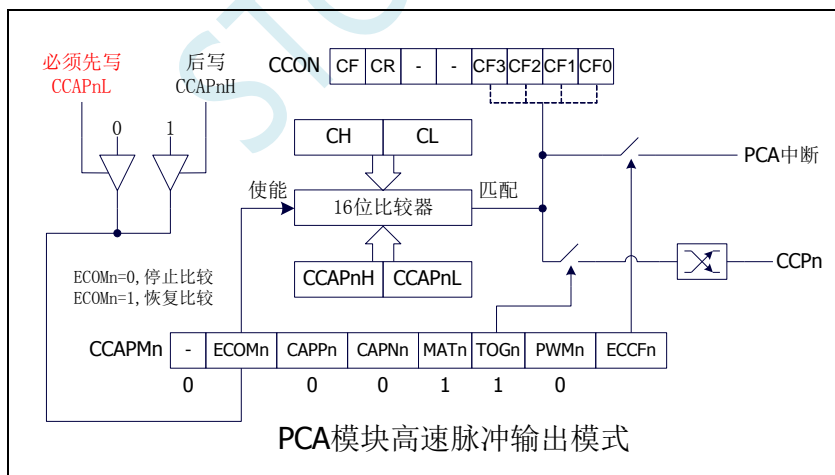 STC
必须先写
CCAPnL
后写
CCAPnH
CCON CF CR - - CF3 CF2 CF1 CF0
0 1
CH CL
PCA中断
使能
16位比较器
匹配
CCAPnH CCAPnL
CCPn
ECOMn=0,停止比较
ECOMn=1,恢复比较
CCAPMn - ECOMn CAPPn CAPNn MATn TOGn PWMn ECCFn
0 0 0 1 1 0
PCA模块高速脉冲输出模式